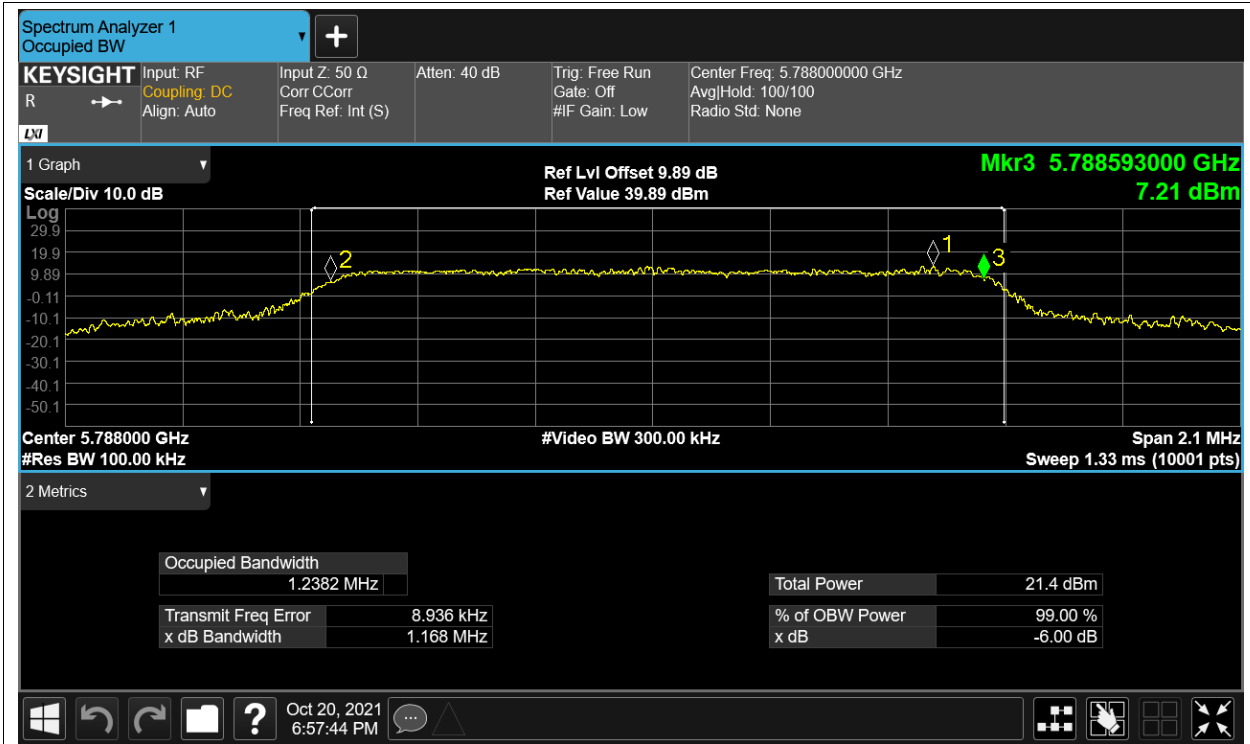 Spectrum Analyzer 1
Occupied BW
KEYSIGHT
R
LXI
Input: RF
Coupling: DC
Align: Auto
Input Z: 50 Ω
Corr CCorr
Freq Ref: Int (S)
Atten: 40 dB
Trig: Free Run
Gate: Off
#IF Gain: Low
Center Freq: 5.788000000 GHz
Avg|Hold: 100/100
Radio Std: None
1 Graph
Scale/Div 10.0 dB
Ref Lvl Offset 9.89 dB
Ref Value 39.89 dBm
Mkr3 5.788593000 GHz
7.21 dBm
Log
29.9
19.9
9.89
-0.11
-10.1
-20.1
-30.1
-40.1
-50.1
2
1
3
Center 5.788000 GHz
#Res BW 100.00 kHz
#Video BW 300.00 kHz
Span 2.1 MHz
Sweep 1.33 ms (10001 pts)
2 Metrics
Occupied Bandwidth
1.2382 MHz
Transmit Freq Error 8.936 kHz
x dB Bandwidth 1.168 MHz
Total Power 21.4 dBm
% of OBW Power 99.00 %
x dB -6.00 dB
?
Oct 20, 2021
6:57:44 PM